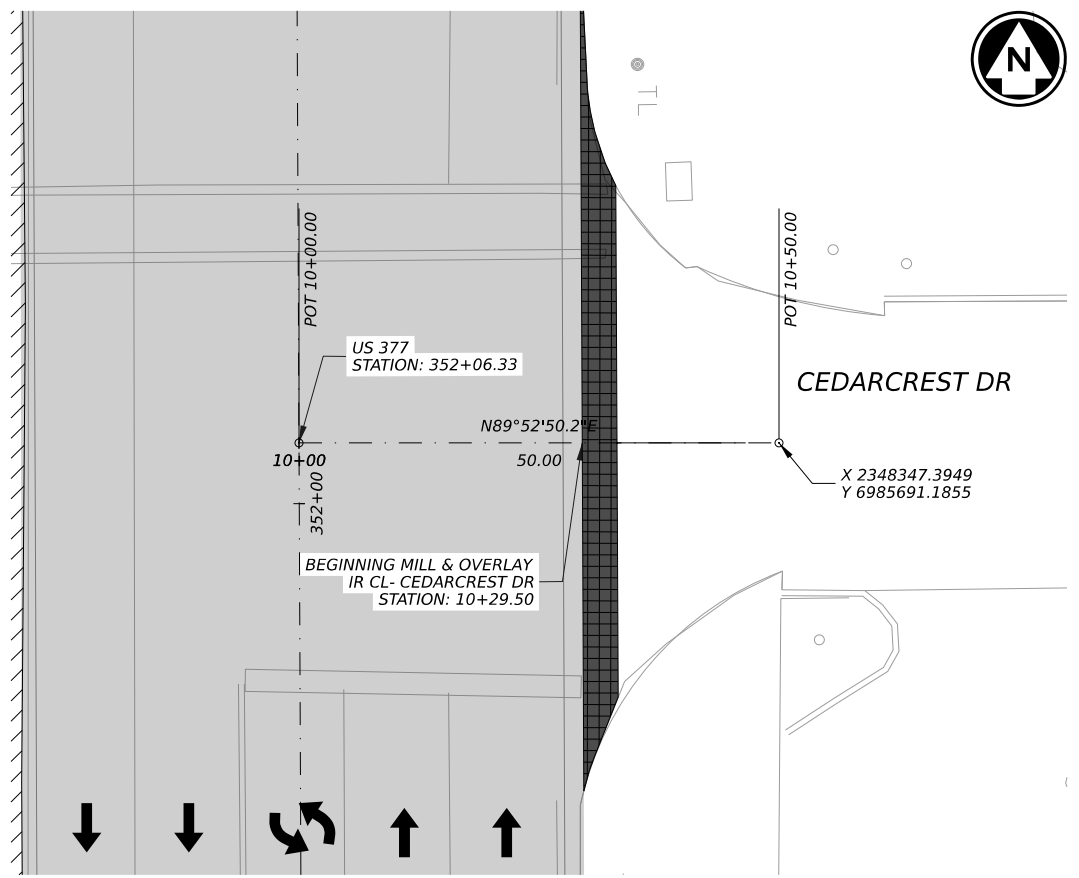 N
TL
POT 10+00.00
POT 10+50.00
US 377
STATION: 352+06.33
CEDARCREST DR
N89°52'50.2"E
10+00
50.00
352+00
X 2348347.3949
Y 6985691.1855
BEGINNING MILL & OVERLAY
IR CL- CEDARCREST DR
STATION: 10+29.50